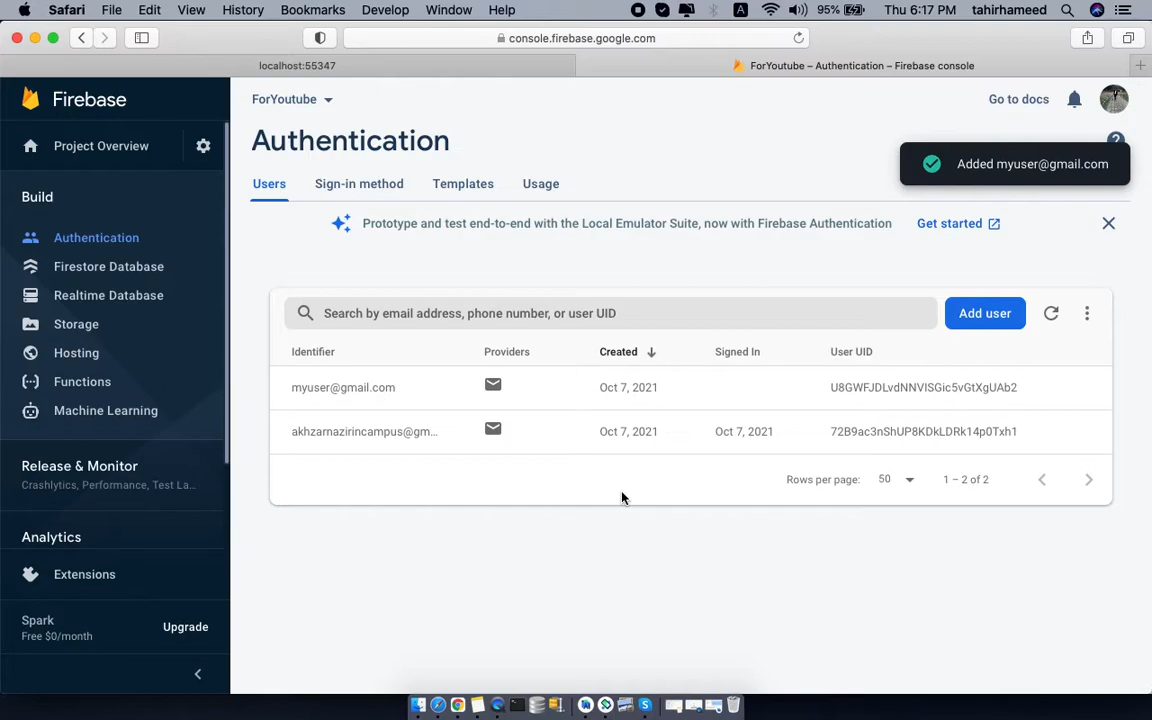 Safari File Edit View History Bookmarks Develop Window Help A 95% Thu 6:17 PM tahirhameed
console.firebase.google.com
localhost:55347
ForYoutube – Authentication – Firebase console
Firebase
ForYoutube
Go to docs
Project Overview
Authentication
Added myuser@gmail.com
Users Sign-in method Templates Usage
Build
Prototype and test end-to-end with the Local Emulator Suite, now with Firebase Authentication Get started
Authentication
Firestore Database
Realtime Database
Storage
Hosting
Functions
Machine Learning
Search by email address, phone number, or user UID
Add user
Identifier Providers Created Signed In User UID
myuser@gmail.com Oct 7, 2021 U8GWFJDLvdNNVISGic5vGtXgUAb2
akhzarnazirincampus@gm... Oct 7, 2021 Oct 7, 2021 72B9ac3nShUP8KDkLDRk14p0Txh1
Rows per page: 50 1 – 2 of 2
Release & Monitor
Crashlytics, Performance, Test La...
Analytics
Extensions
Spark
Free $0/month
Upgrade